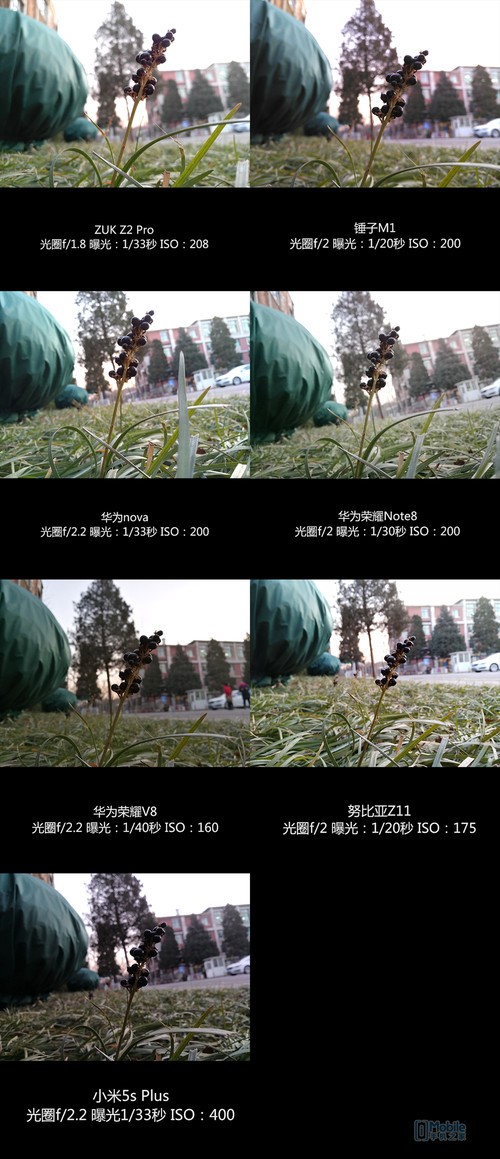 ZUK Z2 Pro
光圈f/1.8 曝光：1/33秒 ISO：208
锤子M1
光圈f/2 曝光：1/20秒 ISO：200
华为nova
光圈f/2.2 曝光：1/33秒 ISO：200
华为荣耀Note8
光圈f/2 曝光：1/30秒 ISO：200
华为荣耀V8
光圈f/2.2 曝光：1/40秒 ISO：160
努比亚Z11
光圈f/2 曝光：1/20秒 ISO：175
小米5s Plus
光圈f/2.2 曝光1/33秒 ISO：400
Mobile
手机之家